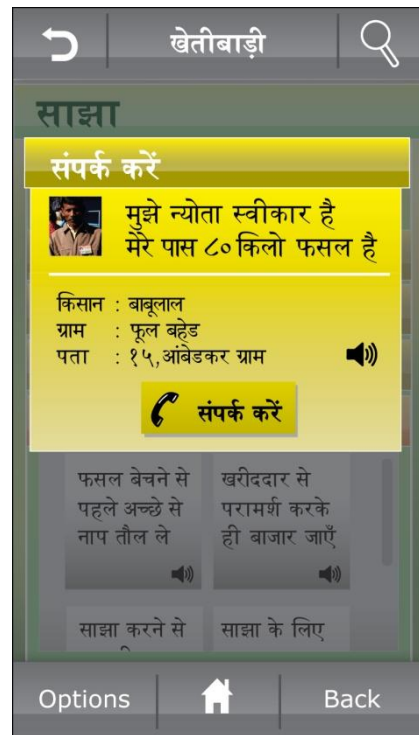 खेतीबाड़ी
साझा
संपर्क करें
मुझे न्योता स्वीकार है
मेरे पास ८० किलो फसल है
किसान : बाबूलाल
ग्राम : फूल बहेड
पता : १५,आंबेडकर ग्राम
संपर्क करें
फसल बेचने से
पहले अच्छे से
नाप तौल ले
खरीददार से
परामर्श करके
ही बाजार जाएँ
साझा करने से
साझा के लिए
Options
Back